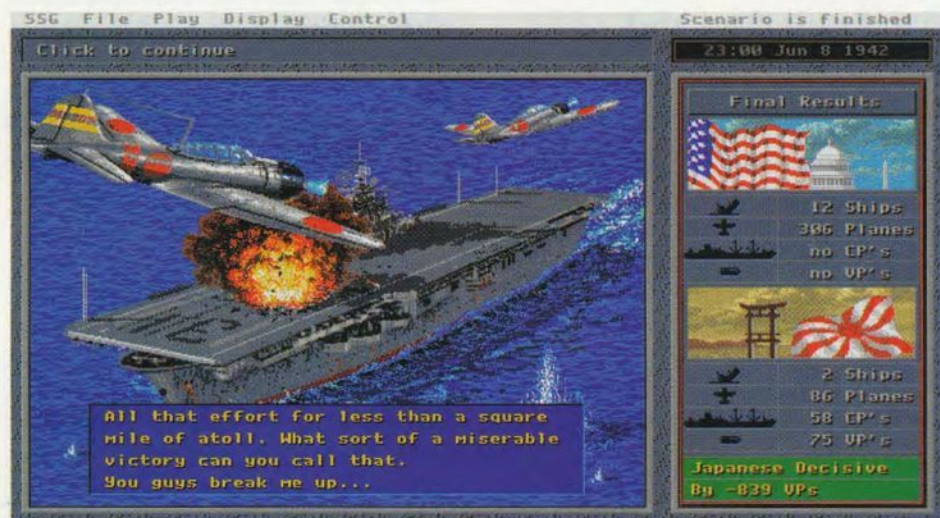 SSG File Play Display Control Scenario is finished
Click to continue
23:00 Jun 8 1942
Final Results
12 Ships
306 Planes
no CP's
no VP's
2 Ships
86 Planes
58 CP's
75 VP's
Japanese Decisive
By -839 VPs
All that effort for less than a square
mile of atoll. What sort of a miserable
victory can you call that.
You guys break me up...